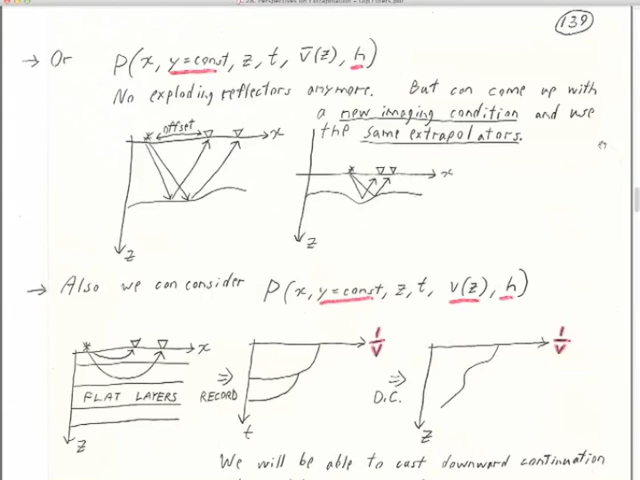 139
→ Or P(x, y=const, z, t, v̄(z), h)
No exploding reflectors anymore. But can come up with
a new imaging condition and use
the same extrapolators.
offset
x
z
x
z
→ Also we can consider P(x, y=const, z, t, v(z), h)
x
1/v
1/v
FLAT LAYERS
⇒ RECORD
⇒ D.C.
z
t
z
We will be able to cast downward continuation